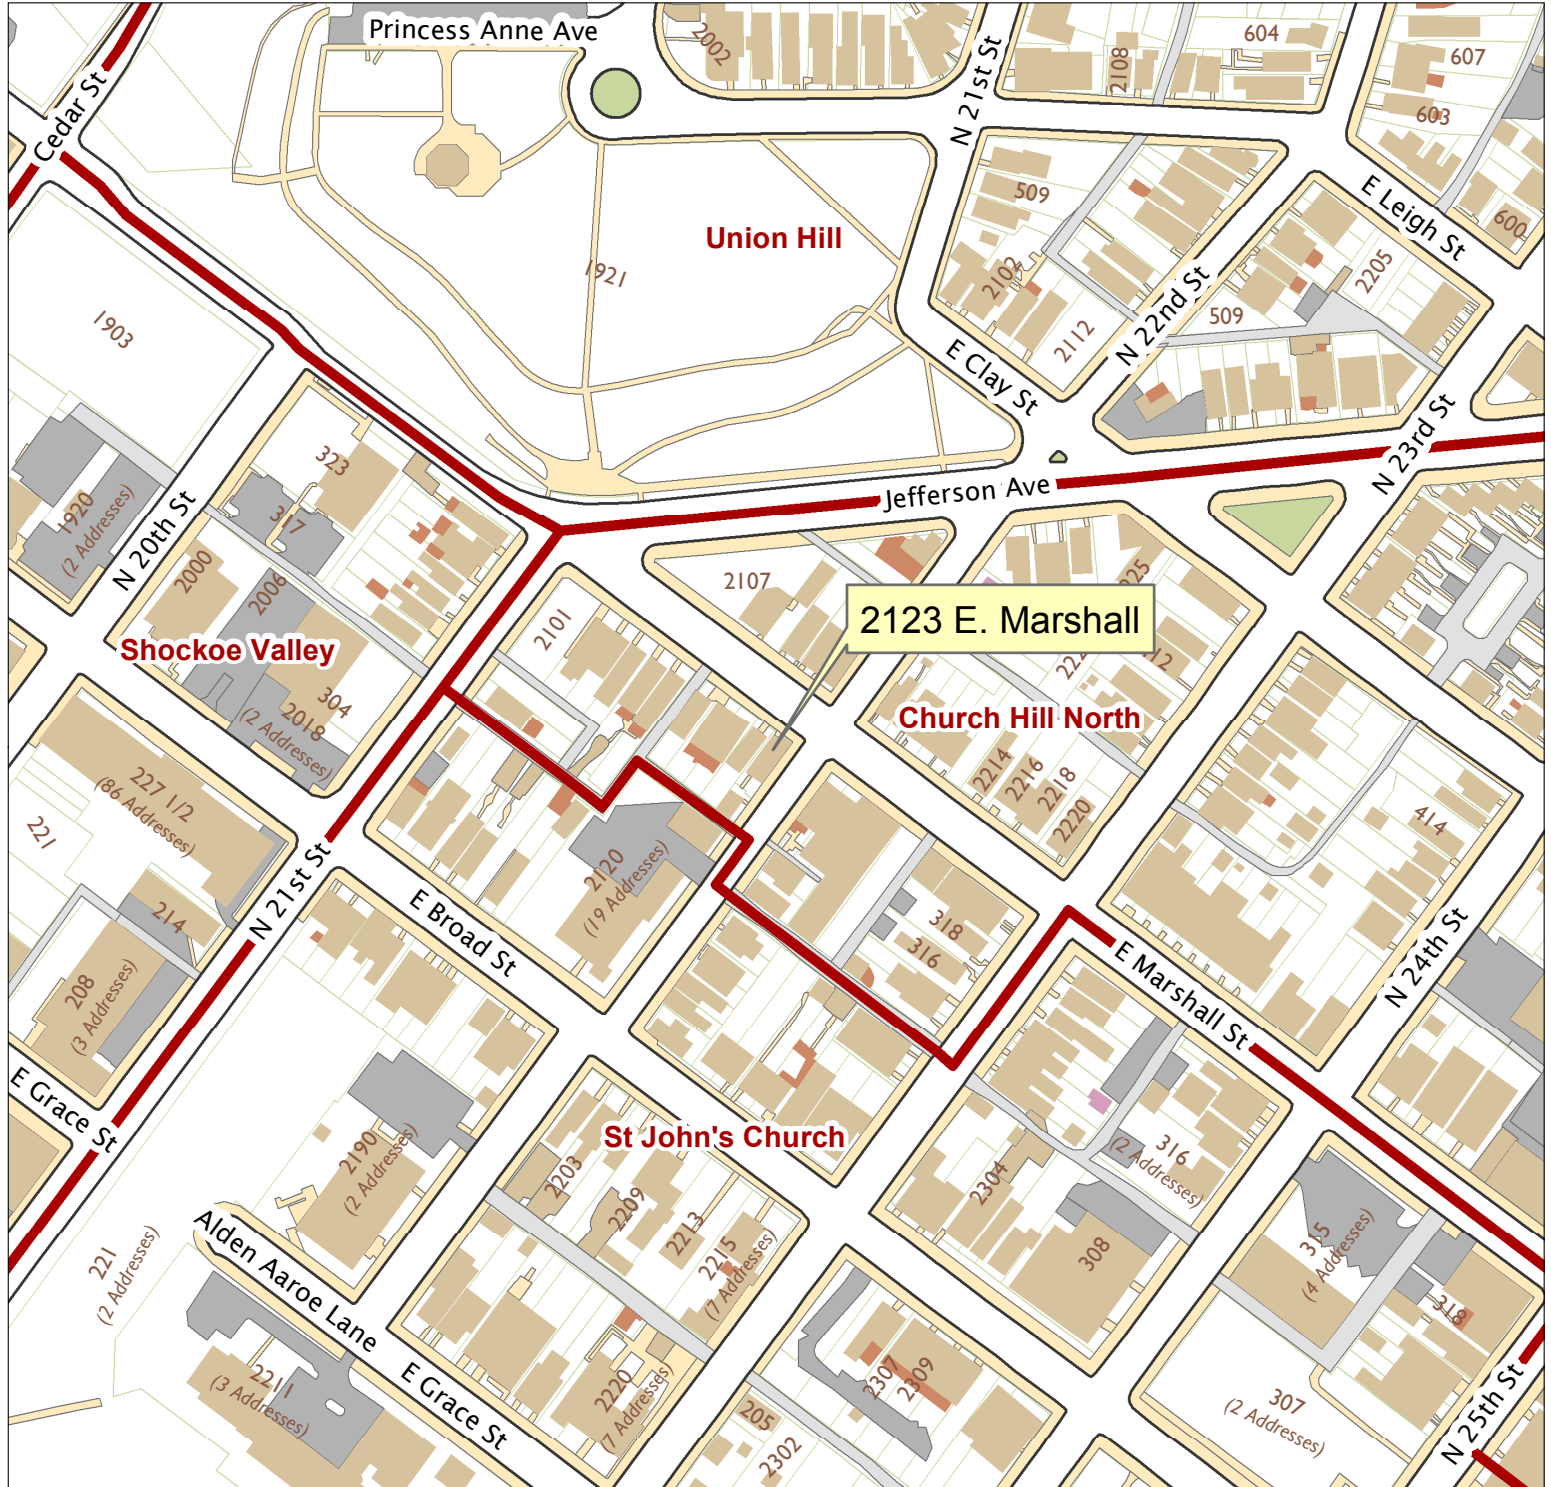 Princess Anne Ave
2002
N 21st St
2108
604
607
603
Cedar St
509
E Leigh St
600
Union Hill
2102
1921
2205
N 22nd St
509
1903
2112
E Clay St
N 23rd St
323
Jefferson Ave
1920
(2 Addresses)
317
N 20th St
2000
2006
2107
2101
2123 E. Marshall
Shockoe Valley
304
2018
(2 Addresses)
Church Hill North
2214
2216
2218
2220
227 1/2
(86 Addresses)
221
414
2120
(19 Addresses)
N 21st St
E Broad St
214
318
316
208
(3 Addresses)
E Marshall St
N 24th St
E Grace St
St John's Church
2190
(2 Addresses)
2203
2209
2213
2215
(7 Addresses)
2304
316
(2 Addresses)
308
315
(4 Addresses)
318
221
(2 Addresses)
Alden Aaroe Lane
2211
(3 Addresses)
E Grace St
2220
(7 Addresses)
2307
2309
205
2302
307
(2 Addresses)
N 25th St